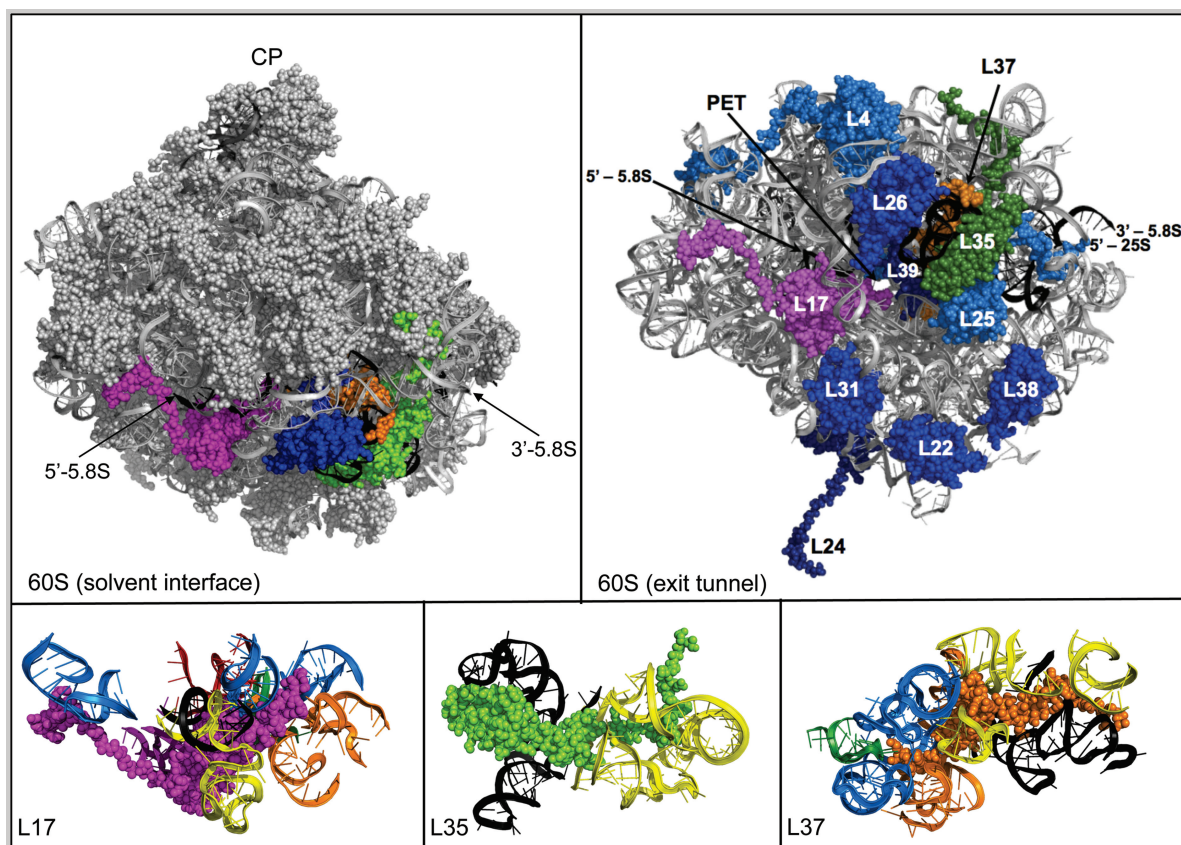 CP
5’-5.8S
3’-5.8S
60S (solvent interface)
L37
PET
L4
5’ – 5.8S
L26
L35
3’ – 5.8S
5’ – 25S
L39
L17
L25
L31
L38
L22
L24
60S (exit tunnel)
L17
L35
L37